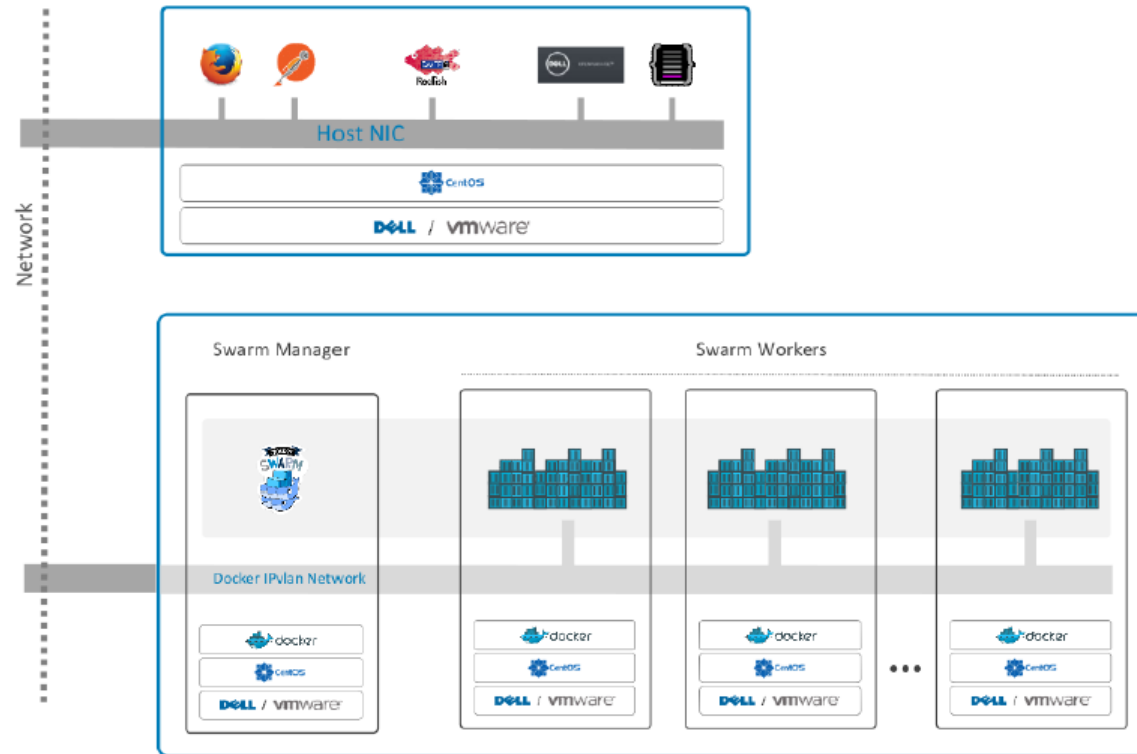 Redfish
DELL
Host NIC
CentOS
DELL / vmware
Network
Swarm Manager
Swarm Workers
SWARM
Docker IPvlan Network
docker
docker
docker
docker
CentOS
CentOS
CentOS
CentOS
DELL / vmware
DELL / vmware
DELL / vmware
DELL / vmware